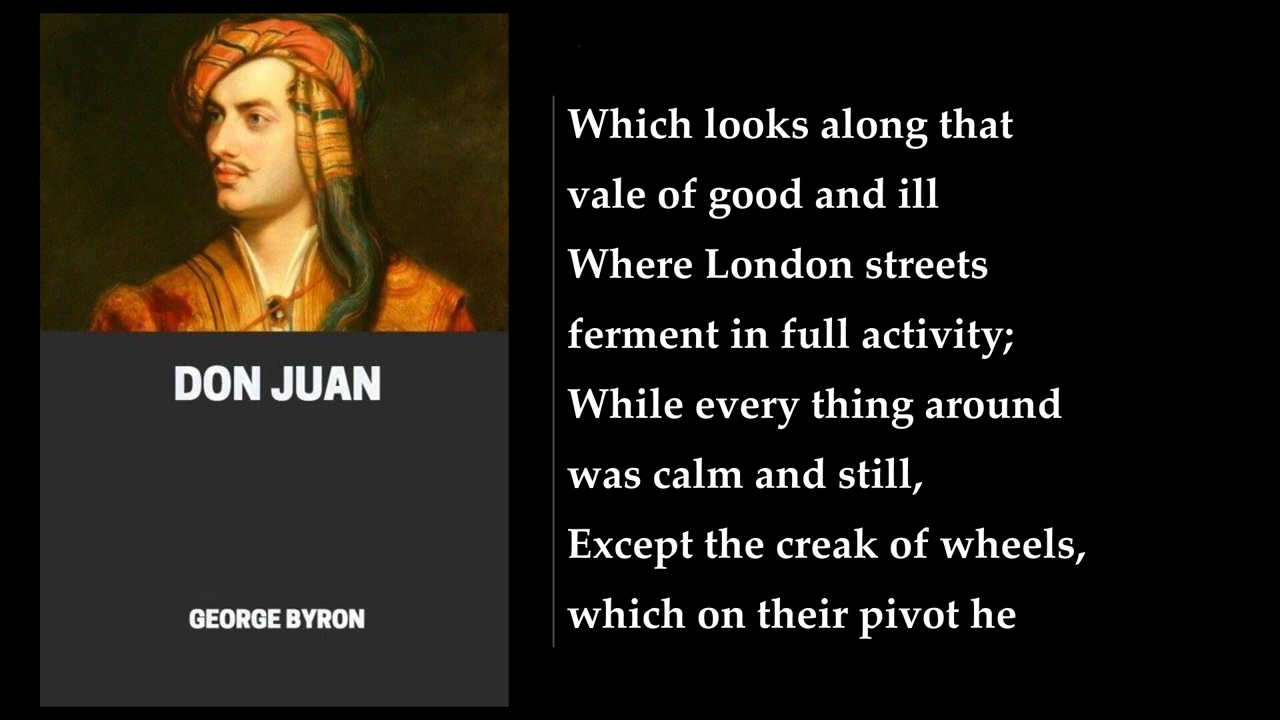 DON JUAN
GEORGE BYRON
Which looks along that
vale of good and ill
Where London streets
ferment in full activity;
While every thing around
was calm and still,
Except the creak of wheels,
which on their pivot he